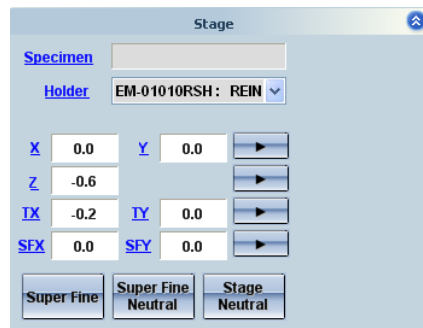 Stage
Specimen
Holder EM-01010RSH: REIN
X 0.0 Y 0.0
Z -0.6
TX -0.2 TY 0.0
SFX 0.0 SFY 0.0
Super Fine Super Fine Neutral Stage Neutral